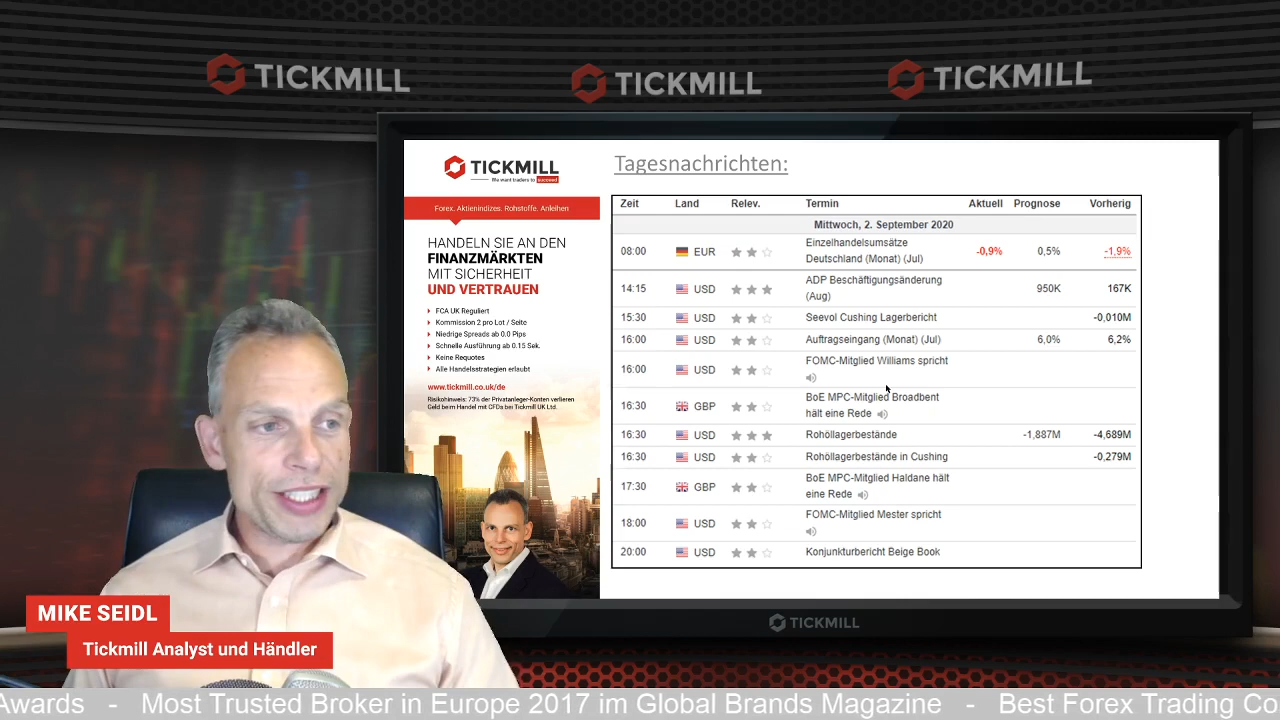 TICKMILL
TICKMILL
TICKMILL
TICKMILL
We want traders to succeed
Forex. Aktienindizes. Rohstoffe. Anleihen
HANDELN SIE AN DEN
FINANZMÄRKTEN
MIT SICHERHEIT
UND VERTRAUEN
FCA UK Reguliert
Kommission 2 pro Lot / Seite
Niedrige Spreads ab 0.0 Pips
Schnelle Ausführung ab 0.15 Sek.
Keine Requotes
Alle Handelsstrategien erlaubt
www.tickmill.co.uk/de
Risikohinweis: 73% der Privatanleger-Konten verlieren
Geld beim Handel mit CFDs bei Tickmill UK Ltd.
Tagesnachrichten:
Zeit Land Relev. Termin Aktuell Prognose Vorherig
Mittwoch, 2. September 2020
08:00 EUR Einzelhandelsumsätze
Deutschland (Monat) (Jul) -0,9% 0,5% -1,9%
14:15 USD ADP Beschäftigungsänderung
(Aug) 950K 167K
15:30 USD Seevol Cushing Lagerbericht -0,010M
16:00 USD Auftragseingang (Monat) (Jul) 6,0% 6,2%
16:00 USD FOMC-Mitglied Williams spricht
16:30 GBP BoE MPC-Mitglied Broadbent
hält eine Rede
16:30 USD Rohöllagerbestände -1,887M -4,689M
16:30 USD Rohöllagerbestände in Cushing -0,279M
17:30 GBP BoE MPC-Mitglied Haldane hält
eine Rede
18:00 USD FOMC-Mitglied Mester spricht
20:00 USD Konjunkturbericht Beige Book
TICKMILL
MIKE SEIDL
Tickmill Analyst und Händler
Awards - Most Trusted Broker in Europe 2017 im Global Brands Magazine - Best Forex Trading Co